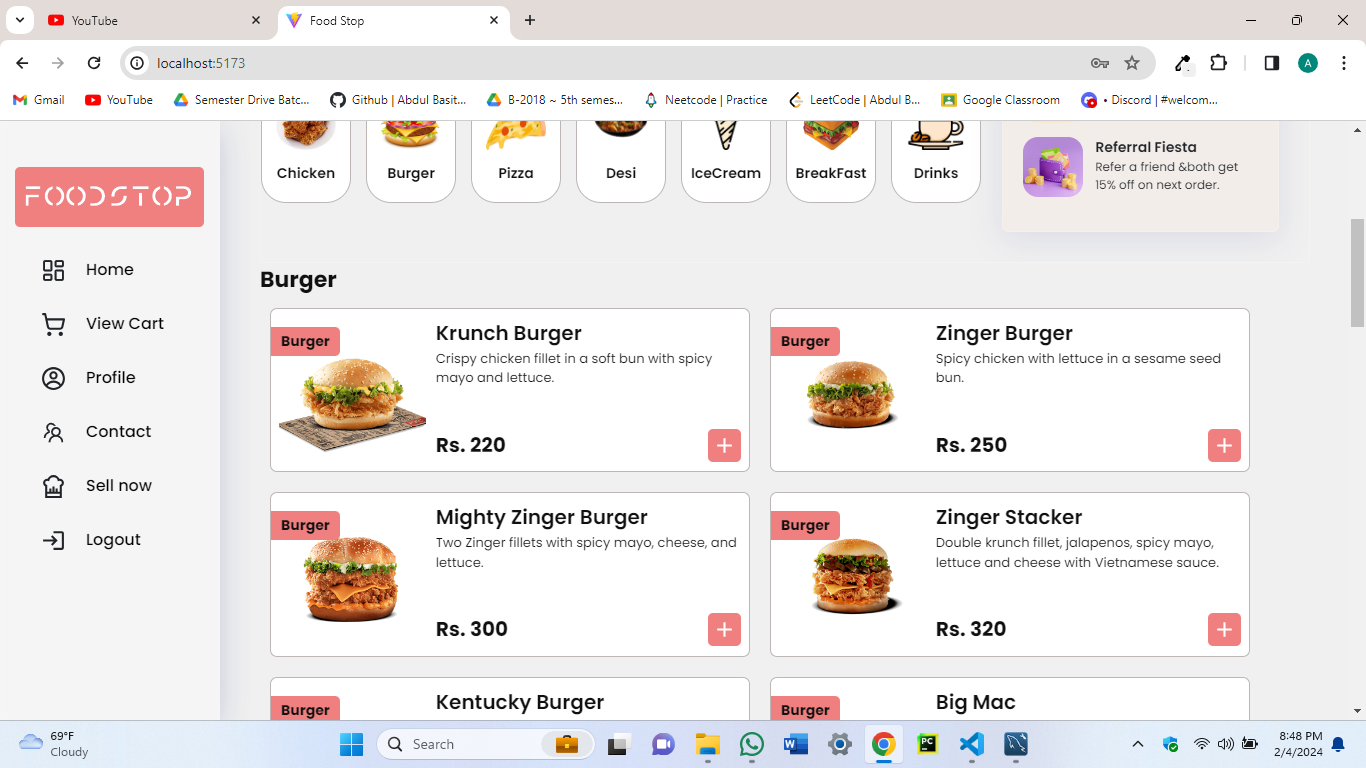 YouTube
Food Stop
localhost:5173
Gmail
YouTube
Semester Drive Batc...
Github | Abdul Basit...
B-2018 ~ 5th semes...
Neetcode | Practice
LeetCode | Abdul B...
Google Classroom
• Discord | #welcom...
A
FOODSTOP
Home
View Cart
Profile
Contact
Sell now
Logout
Chicken
Burger
Pizza
Desi
IceCream
BreakFast
Drinks
Referral Fiesta
Refer a friend &both get
15% off on next order.
Burger
Burger
Krunch Burger
Crispy chicken fillet in a soft bun with spicy
mayo and lettuce.
Rs. 220
Burger
Zinger Burger
Spicy chicken with lettuce in a sesame seed
bun.
Rs. 250
Burger
Mighty Zinger Burger
Two Zinger fillets with spicy mayo, cheese, and
lettuce.
Rs. 300
Burger
Zinger Stacker
Double krunch fillet, jalapenos, spicy mayo,
lettuce and cheese with Vietnamese sauce.
Rs. 320
Burger
Kentucky Burger
Burger
Big Mac
69°F
Cloudy
Search
W
PC
8:48 PM
2/4/2024